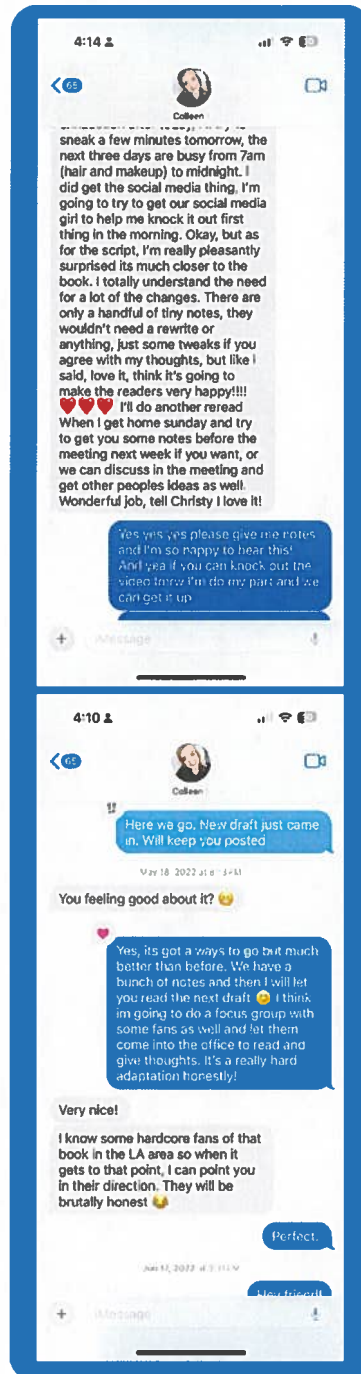 4:14
65
Colleen
sneak a few minutes tomorrow, the
next three days are busy from 7am
(hair and makeup) to midnight. I
did get the social media thing, I'm
going to try to get our social media
girl to help me knock it out first
thing in the morning. Okay, but as
for the script, I'm really pleasantly
surprised its much closer to the
book. I totally understand the need
for a lot of the changes. There are
only a handful of tiny notes, they
wouldn't need a rewrite or
anything, just some tweaks if you
agree with my thoughts, but like I
said, love it, think it's going to
make the readers very happy!!!!
❤️❤️❤️ I'll do another reread
When I get home sunday and try
to get you some notes before the
meeting next week if you want, or
we can discuss in the meeting and
get other peoples ideas as well.
Wonderful job, tell Christy I love it!
Yes yes yes please give me notes
and I'm so happy to hear this!
And yea if you can knock out the
video tmrw I'm do my part and we
can get it up
iMessage
4:10
65
Colleen
Here we go. New draft just came
in. Will keep you posted
May 18, 2022 at
You feeling good about it? 😊
Yes, its got a ways to go but much
better than before. We have a
bunch of notes and then I will let
you read the next draft 😊 I think
im going to do a focus group with
some fans as well and let them
come into the office to read and
give thoughts. It's a really hard
adaptation honestly!
Very nice!
I know some hardcore fans of that
book in the LA area so when it
gets to that point, I can point you
in their direction. They will be
brutally honest 😂
Perfect.
2022 at
Hey friend!
iMessage